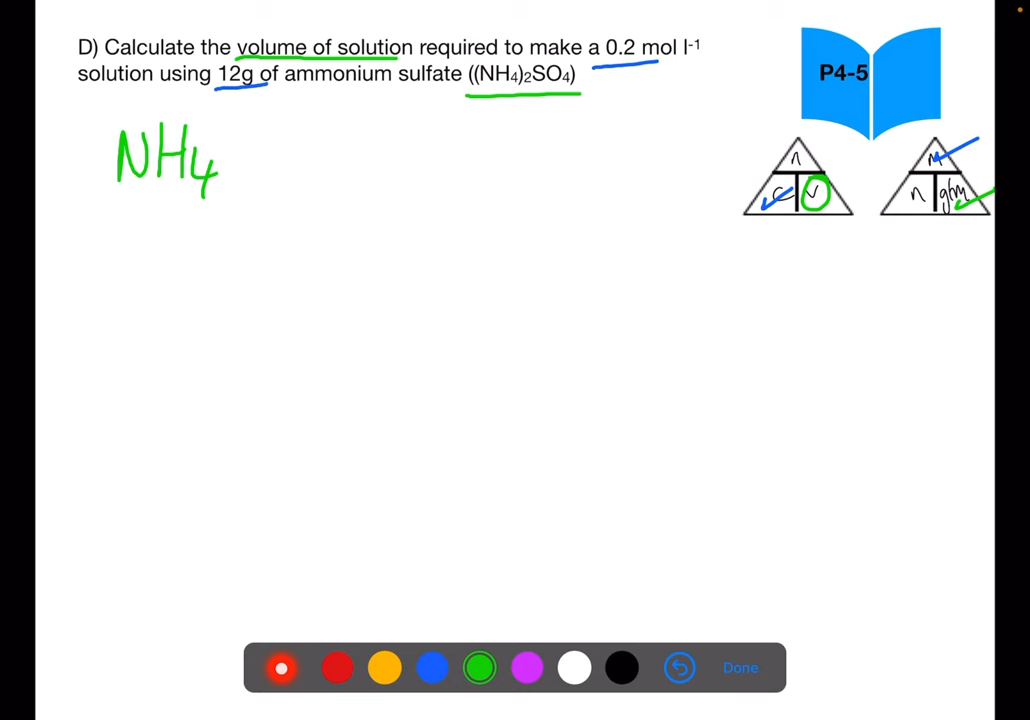 D) Calculate the volume of solution required to make a 0.2 mol l⁻¹
solution using 12g of ammonium sulfate ((NH₄)₂SO₄)
P4-5
NH4
n
c v
m
n gfm
Done